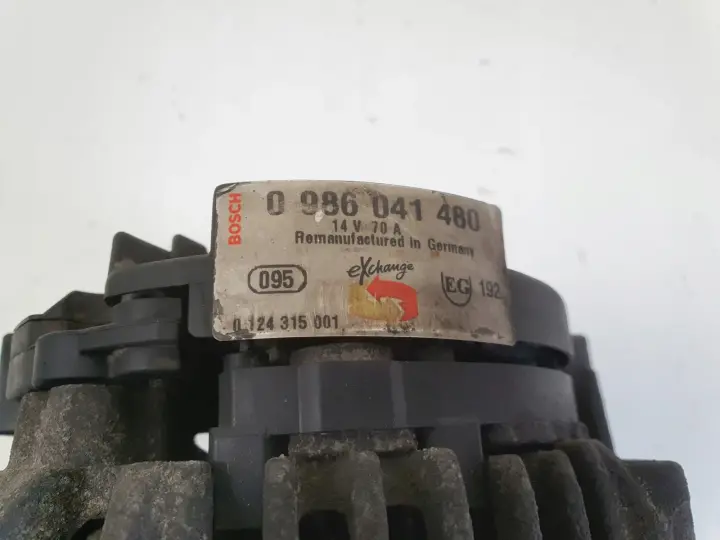 BOSCH
0 986 041 480
14 V 70 A
Remanufactured in Germany
095
eXchange
EG 192
0 124 315 001